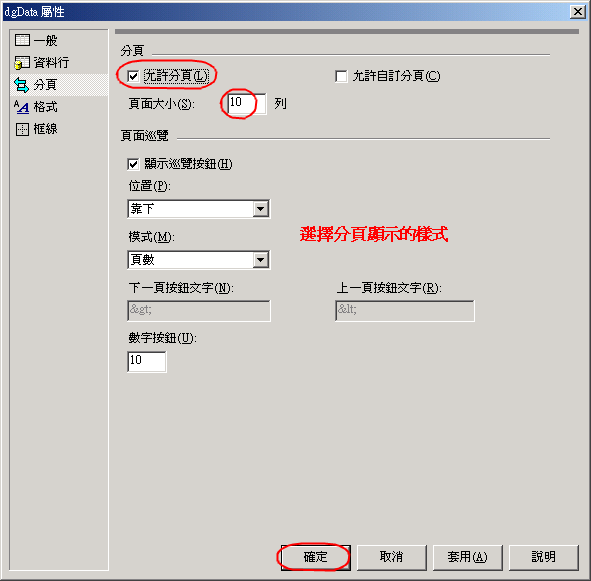 dgData 屬性
一般
資料行
分頁
格式
框線
分頁
允許分頁(L)
允許自訂分頁(C)
頁面大小(S): 10 列
頁面巡覽
顯示巡覽按鈕(H)
位置(P):
靠下
選擇分頁顯示的樣式
模式(M):
頁數
下一頁按鈕文字(N): 上一頁按鈕文字(R):
&gt; &lt;
數字按鈕(U):
10
確定 取消 套用(A) 說明